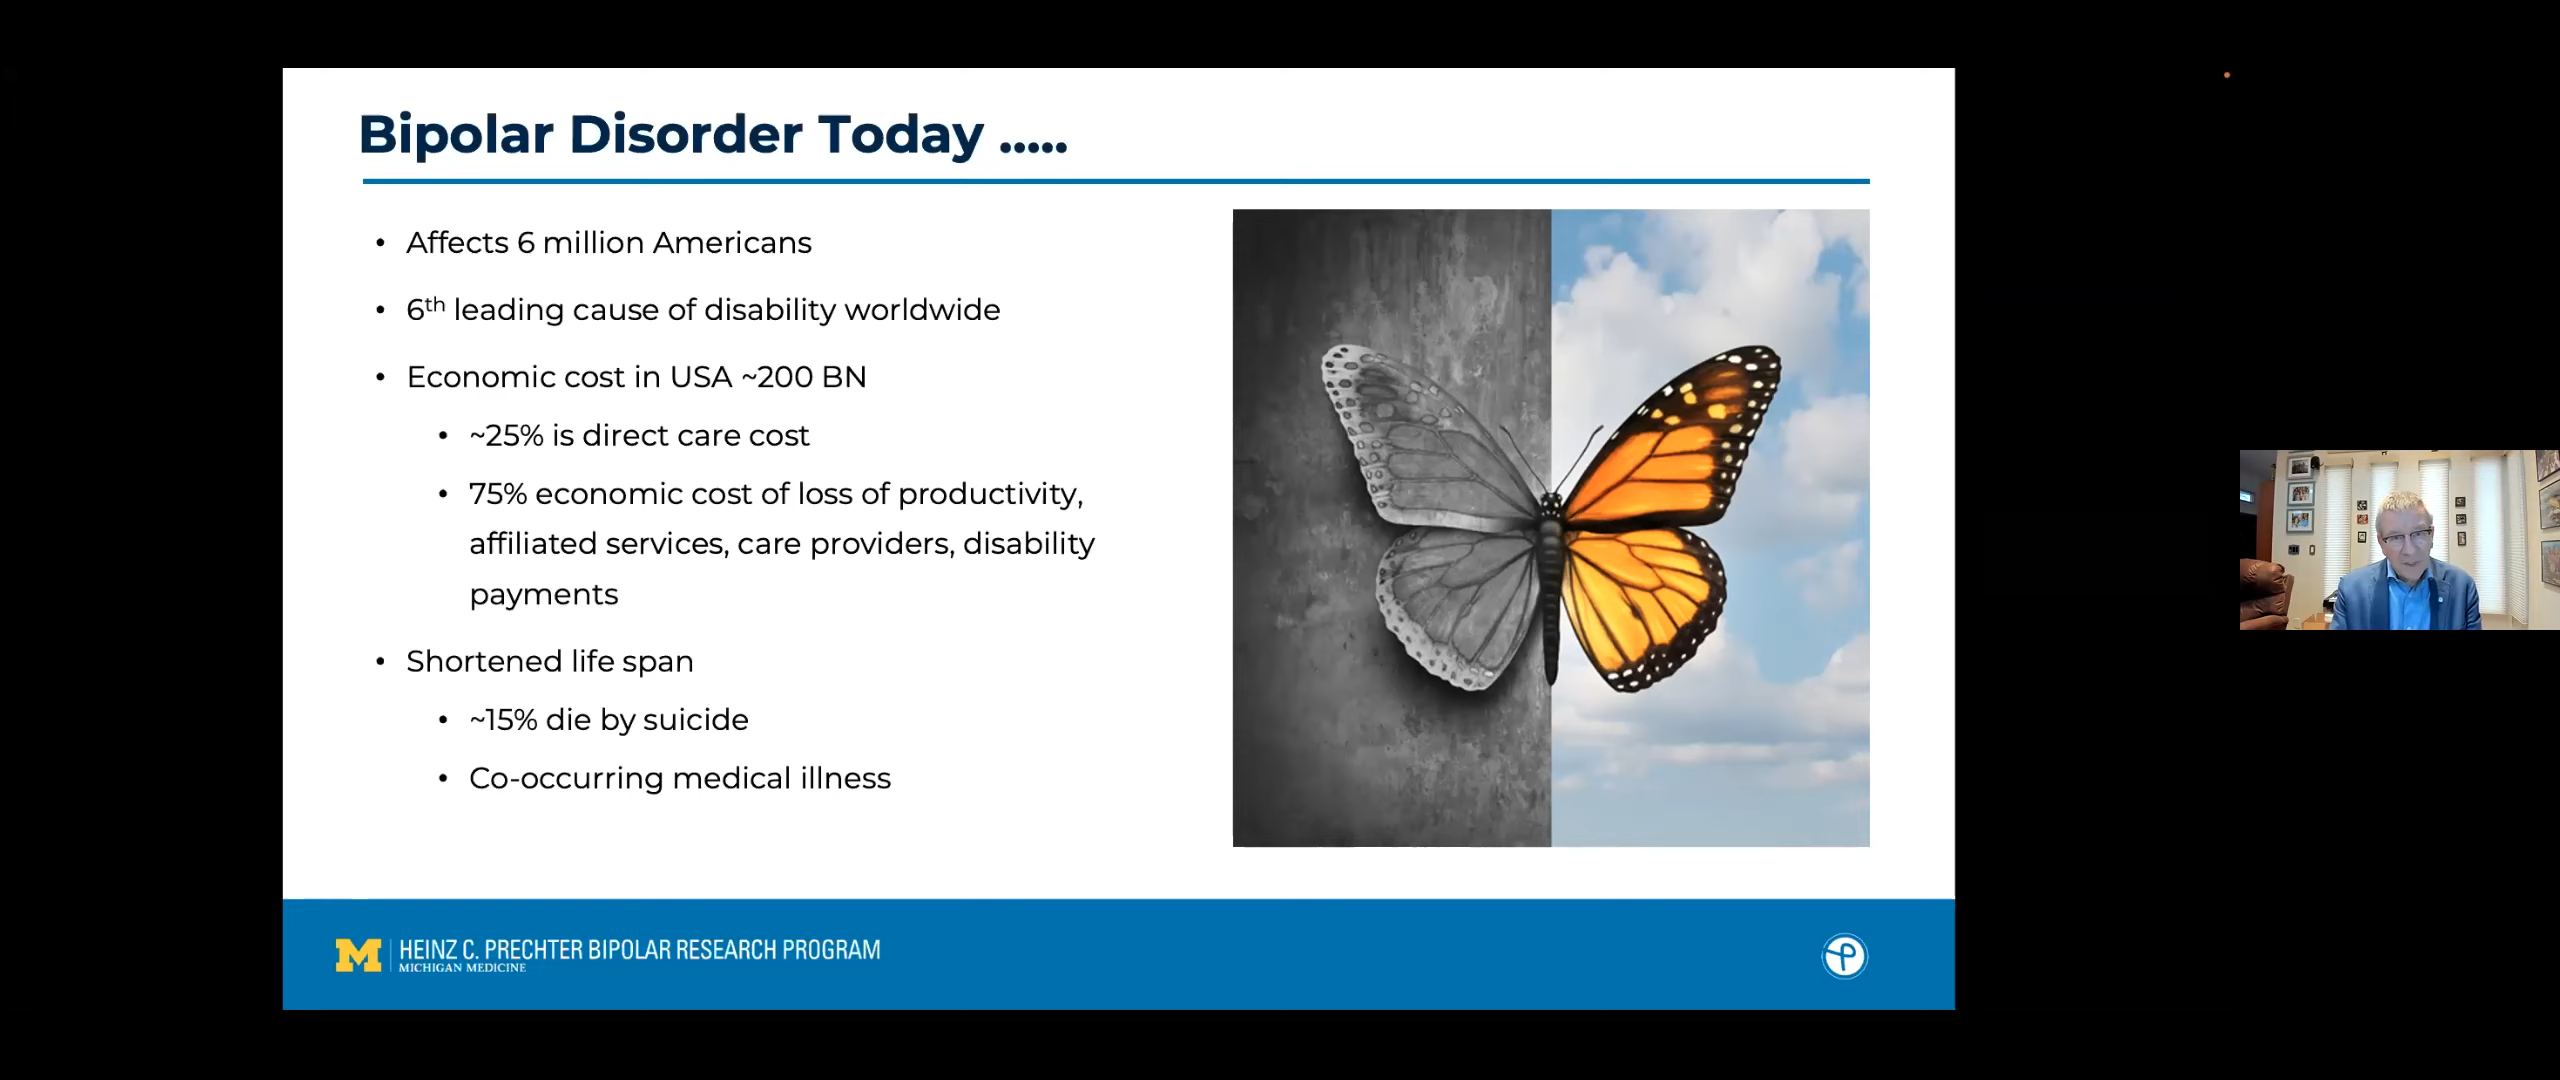 Bipolar Disorder Today .....
• Affects 6 million Americans
• 6th leading cause of disability worldwide
• Economic cost in USA ~200 BN
• ~25% is direct care cost
• 75% economic cost of loss of productivity,
affiliated services, care providers, disability
payments
• Shortened life span
• ~15% die by suicide
• Co-occurring medical illness
M HEINZ C. PRECHTER BIPOLAR RESEARCH PROGRAM
MICHIGAN MEDICINE